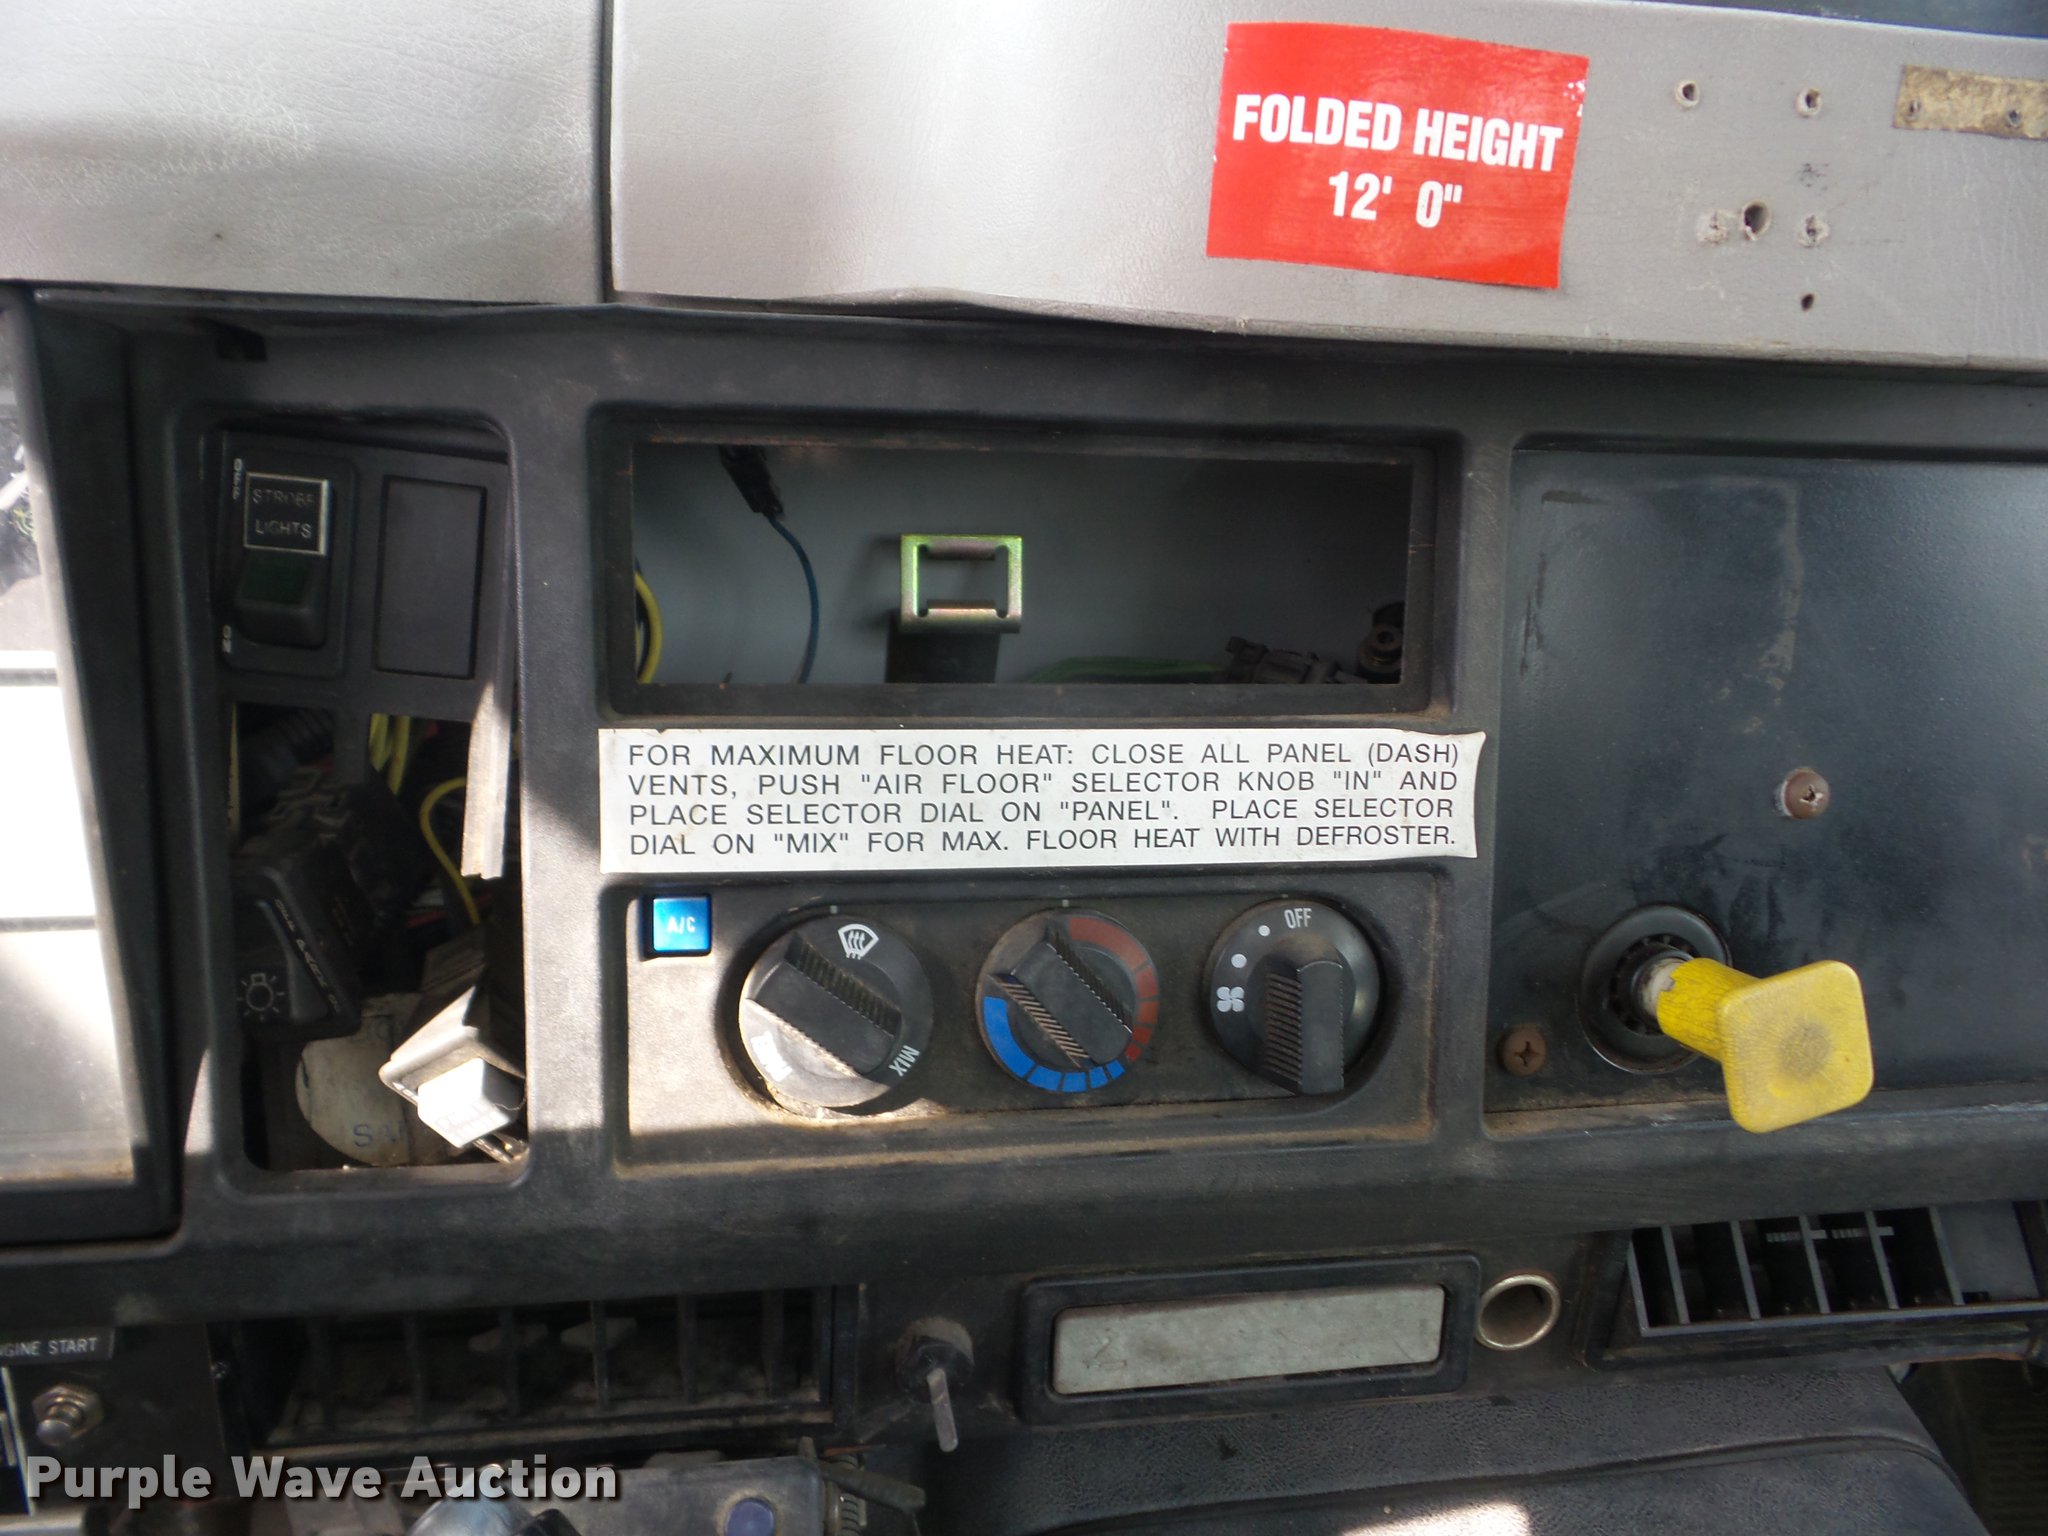 FOLDED HEIGHT
12' 0"
OFF
STROBE
LIGHTS
ON
FOR MAXIMUM FLOOR HEAT: CLOSE ALL PANEL (DASH)
VENTS, PUSH "AIR FLOOR" SELECTOR KNOB "IN" AND
PLACE SELECTOR DIAL ON "PANEL". PLACE SELECTOR
DIAL ON "MIX" FOR MAX. FLOOR HEAT WITH DEFROSTER.
A/C
OFF
MIX
ENGINE START
Purple Wave Auction